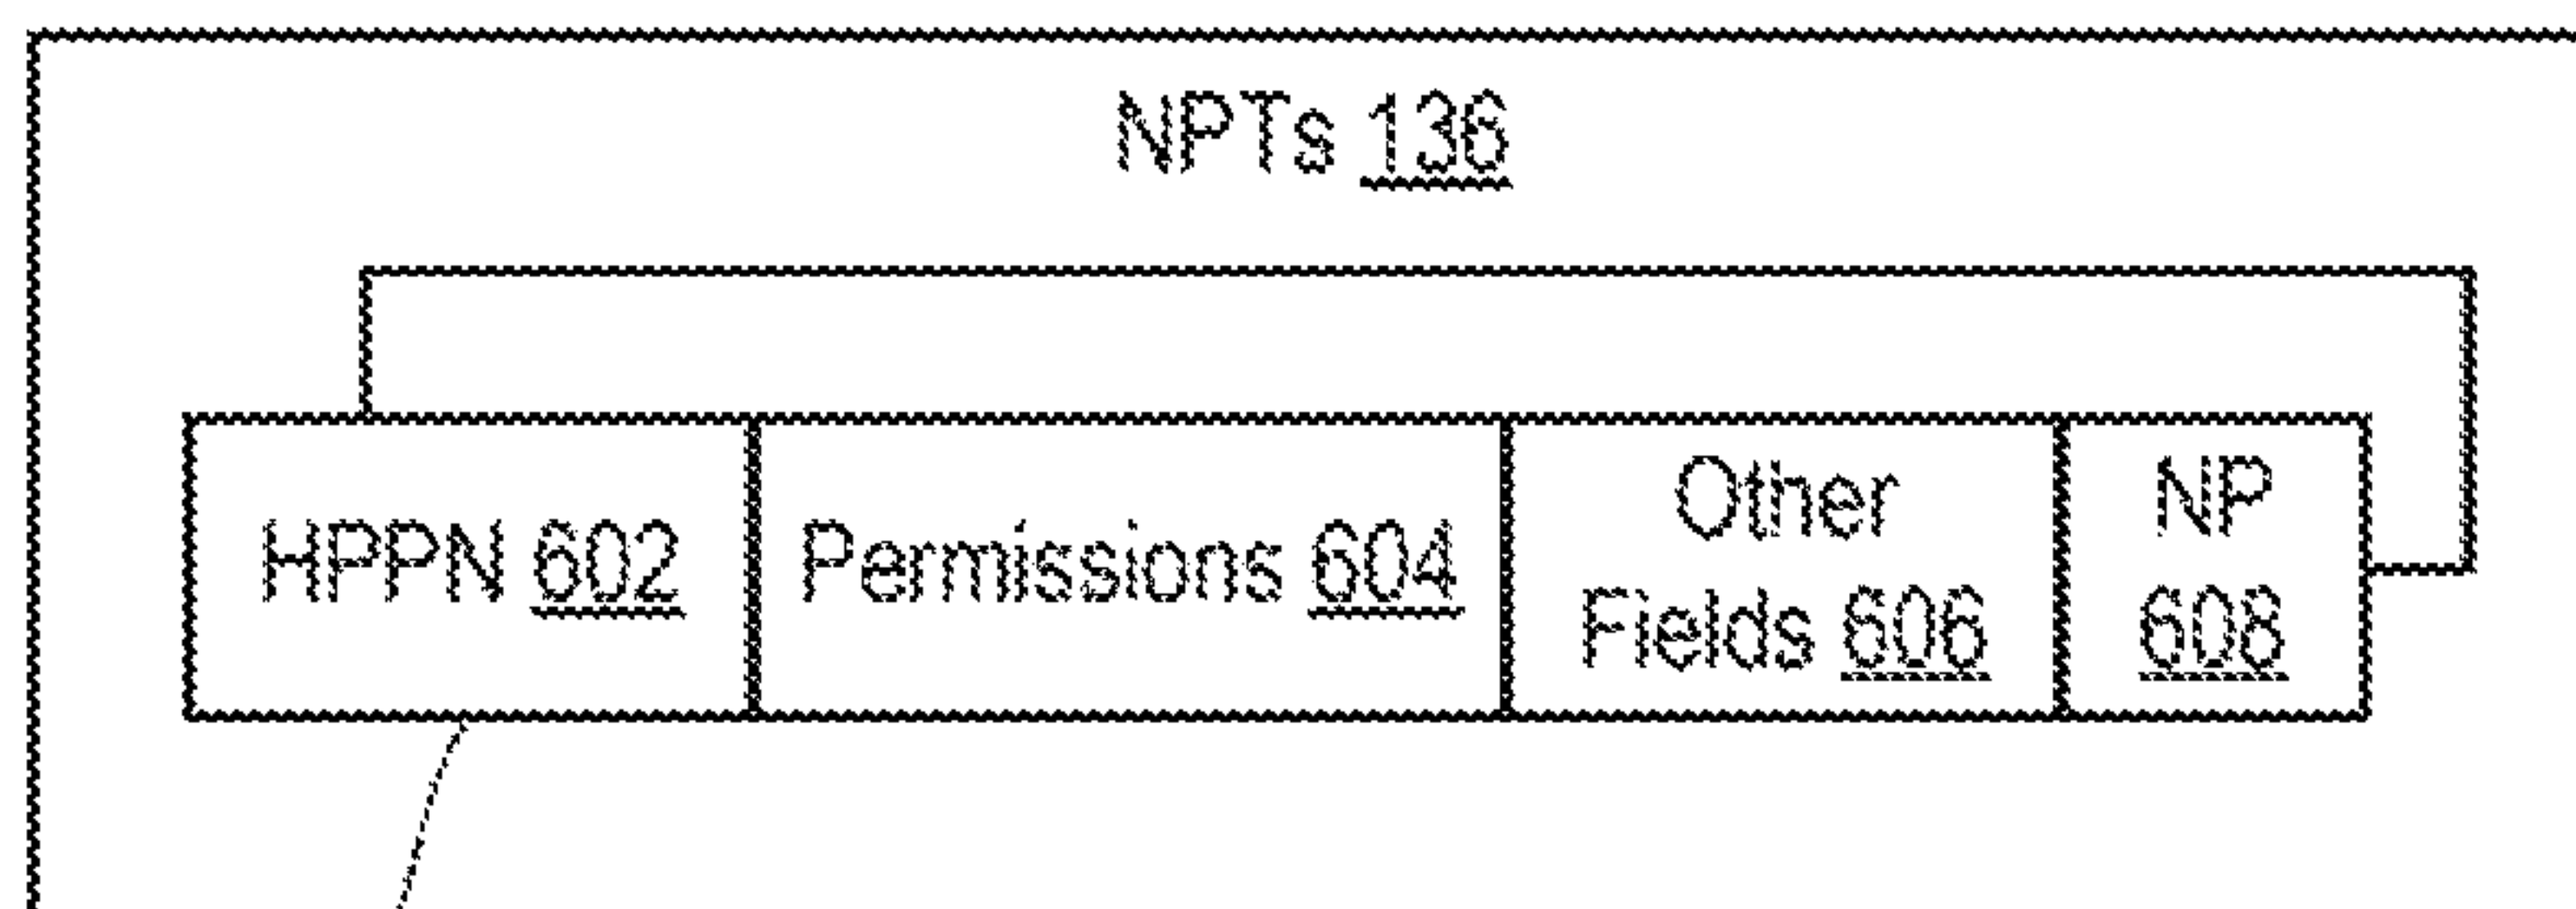 NPTs 136
HPPN 602
Permissions 604
Other
Fields 606
NP
608